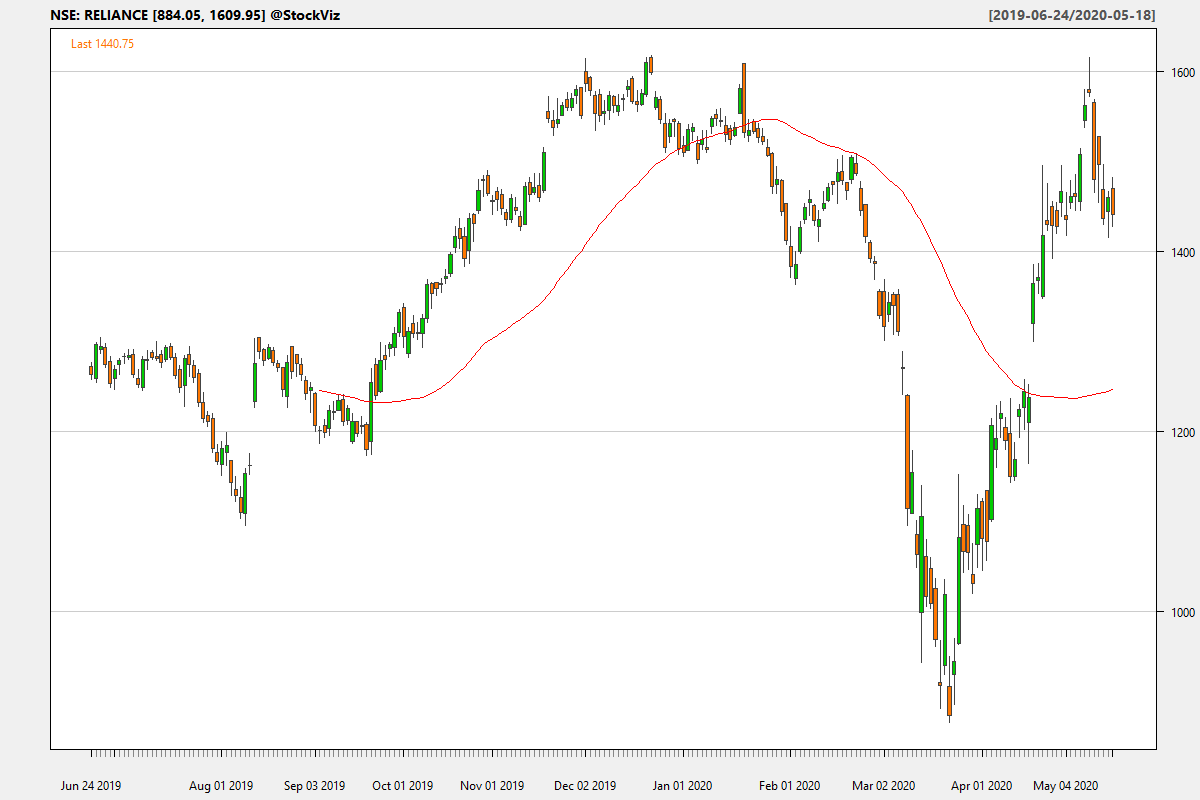 NSE: RELIANCE [884.05, 1609.95] @StockViz
[2019-06-24/2020-05-18]
Last 1440.75
1600
1400
1200
1000
Jun 24 2019 Aug 01 2019 Sep 03 2019 Oct 01 2019 Nov 01 2019 Dec 02 2019 Jan 01 2020 Feb 01 2020 Mar 02 2020 Apr 01 2020 May 04 2020